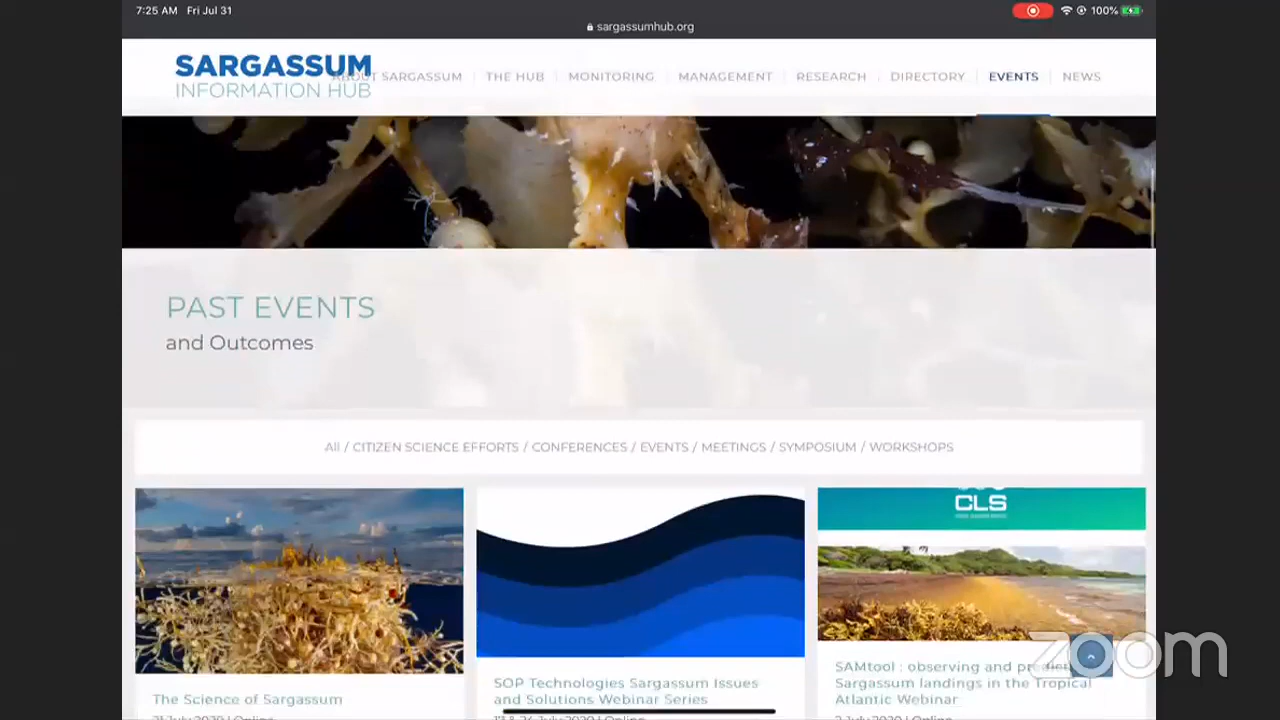 7:25 AM Fri Jul 31
100%
sargassumhub.org
SARGASSUM
INFORMATION HUB
ABOUT SARGASSUM
THE HUB
MONITORING
MANAGEMENT
RESEARCH
DIRECTORY
EVENTS
NEWS
PAST EVENTS
and Outcomes
All / CITIZEN SCIENCE EFFORTS / CONFERENCES / EVENTS / MEETINGS / SYMPOSIUM / WORKSHOPS
CLS
The Science of Sargassum
SOP Technologies Sargassum Issues
and Solutions Webinar Series
SAMtool : observing and predicting
Sargassum landings in the Tropical
Atlantic Webinar
zoom